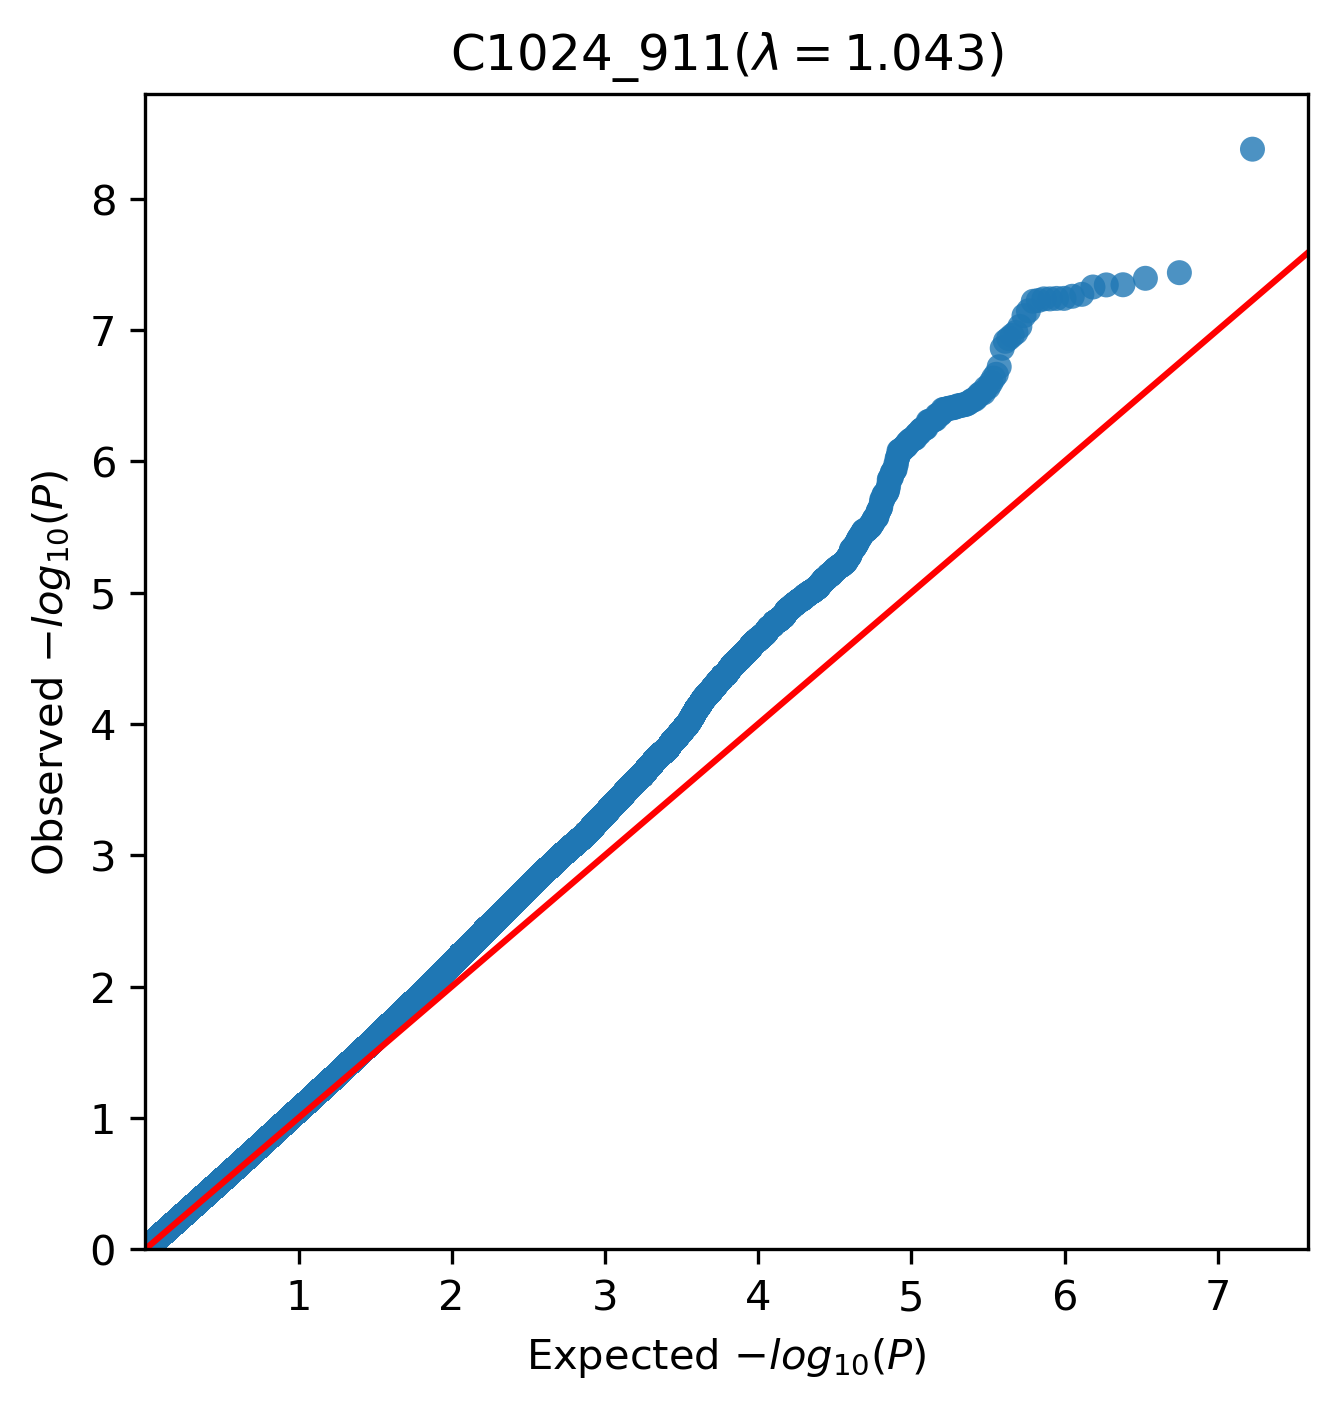 C1024_911(λ = 1.043)
8
7
6
5
4
3
2
1
0
Observed −log₁₀(P)
1 2 3 4 5 6 7
Expected −log₁₀(P)